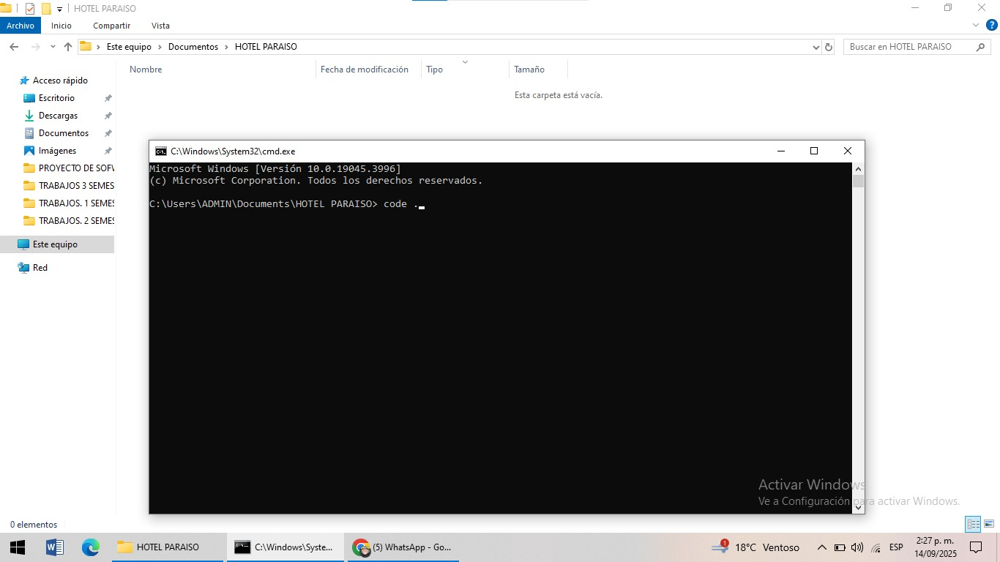 HOTEL PARAISO
Archivo Inicio Compartir Vista
Este equipo Documentos HOTEL PARAISO Buscar en HOTEL PARAISO
Nombre Fecha de modificación Tipo Tamaño
Esta carpeta está vacía.
Acceso rápido
Escritorio
Descargas
Documentos
Imágenes
PROYECTO DE SOFW
TRABAJOS 3 SEMES
TRABAJOS. 1 SEMES
TRABAJOS. 2 SEMES
Este equipo
Red
C:\Windows\System32\cmd.exe
Microsoft Windows [Versión 10.0.19045.3996]
(c) Microsoft Corporation. Todos los derechos reservados.
C:\Users\ADMIN\Documents\HOTEL PARAISO> code .
Activar Windows
Ve a Configuración para activar Windows.
0 elementos
HOTEL PARAISO C:\Windows\Syste... (5) WhatsApp - Go... 1 18°C Ventoso ESP 2:27 p. m.
14/09/2025